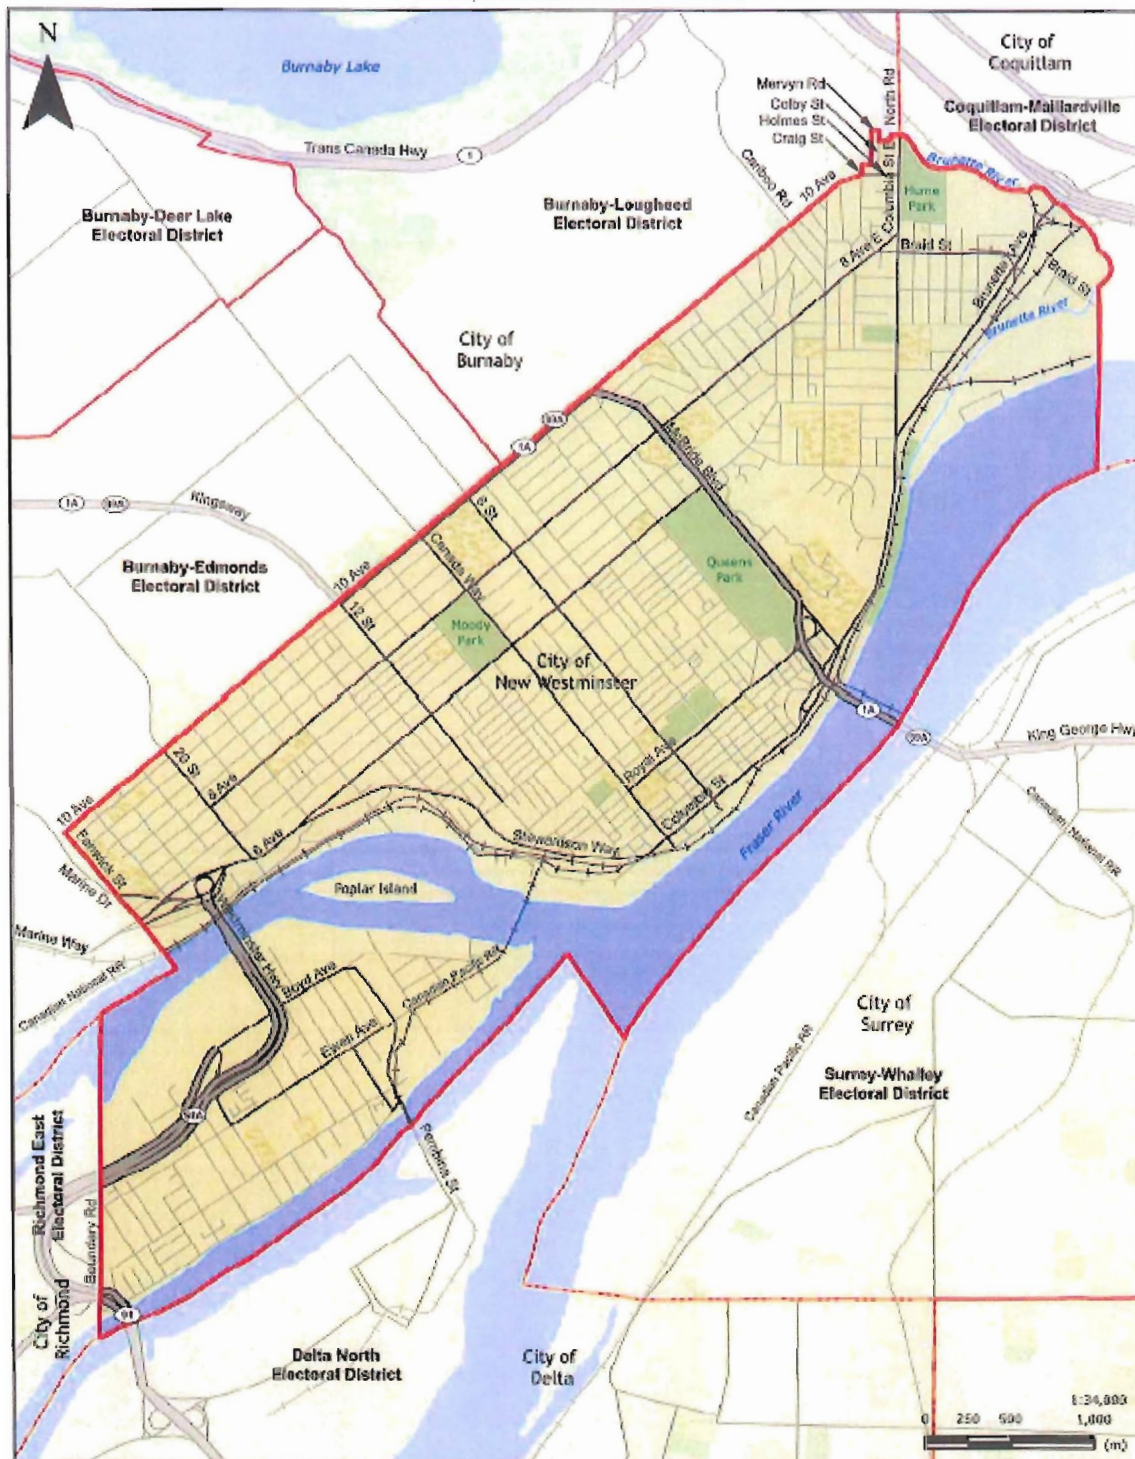 N
Burnaby Lake
City of
Coquitlam
Mervyn Rd
Colby St
Holmes St
Craig St
North Rd
Coquitlam-Maillardville
Electoral District
Trans Canada Hwy
1
Cariboo Rd
10 Ave
Columbia St E
Brunette River
Hume
Park
Burnaby-Deer Lake
Electoral District
Burnaby-Lougheed
Electoral District
8 Ave E
Braid St
Brunette Ave
Braid St
Brunette River
City of
Burnaby
99A
1A
McBride Blvd
1A
99A
Kingsway
6 St
Canada Way
Burnaby-Edmonds
Electoral District
10 Ave
12 St
Queens
Park
Moody
Park
City of
New Westminster
1A
99A
King George Hwy
Royal Ave
20 St
8 Ave
Canadian National RR
10 Ave
Columbia St
Stewardson Way
Fraser River
6 Ave
Fenwick St
Marine Dr
Poplar Island
Marine Way
Westminster Hwy
Canadian National RR
Boyd Ave
Canadian Pacific RR
Ewen Ave
City of
Surrey
Canadian Pacific RR
Surrey-Whalley
Electoral District
91A
Richmond East
Electoral District
Pembina St
Boundary Rd
City of
Richmond
91
Delta North
Electoral District
City of
Delta
1:34,000
0 250 500 1,000
(m)